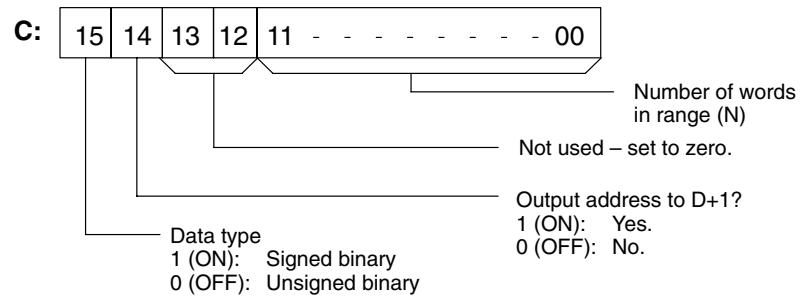 C: 15 14 13 12 11 - - - - - - - - 00
Number of words
in range (N)
Not used – set to zero.
Output address to D+1?
1 (ON): Yes.
0 (OFF): No.
Data type
1 (ON): Signed binary
0 (OFF): Unsigned binary